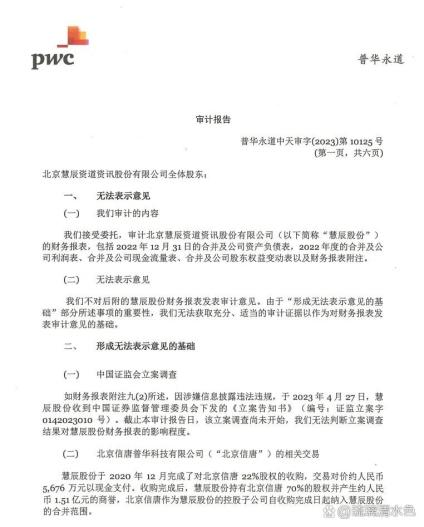 pwc
普华永道
审计报告
普华永道中天审字(2023)第 10125 号
(第一页，共六页)
北京慧辰资道资讯股份有限公司全体股东：
一、 无法表示意见
(一) 我们审计的内容
我们接受委托，审计北京慧辰资道资讯股份有限公司（以下简称“慧辰股份”）
的财务报表，包括 2022 年 12 月 31 日的合并及公司资产负债表，2022 年度的合并及公
司利润表、合并及公司现金流量表、合并及公司股东权益变动表以及财务报表附注。
(二) 无法表示意见
我们不对后附的慧辰股份财务报表发表审计意见。由于“形成无法表示意见的基
础”部分所述事项的重要性，我们无法获取充分、适当的审计证据以作为对财务报表发
表审计意见的基础。
二、 形成无法表示意见的基础
(一) 中国证监会立案调查
如财务报表附注九(2)所述，因涉嫌信息披露违法违规，于 2023 年 4 月 27 日，慧
辰股份收到中国证券监督管理委员会下发的《立案告知书》（编号：证监立案字
0142023010 号）。截止本审计报告日，该立案调查尚未开始，我们无法判断立案调查
结果对慧辰股份财务报表的影响程度。
(二) 北京信唐普华科技有限公司（“北京信唐”）的相关交易
慧辰股份于 2020 年 12 月完成了对北京信唐 22%股权的收购，交易对价约人民币
5,676 万元以现金支付。收购完成后，慧辰股份持有北京信唐 70%的股权并产生约人民
币 1.51 亿元的商誉，北京信唐作为慧辰股份的控股子公司自收购完成日起纳入慧辰股份
的合并范围。